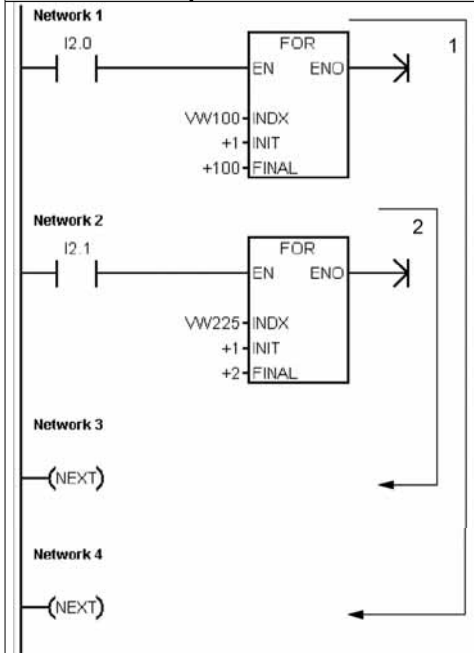 Network 1
I2.0
FOR
1
EN ENO
VW100 INDX
+1 INIT
+100 FINAL
Network 2
I2.1
FOR
2
EN ENO
VW225 INDX
+1 INIT
+2 FINAL
Network 3
(NEXT)
Network 4
(NEXT)